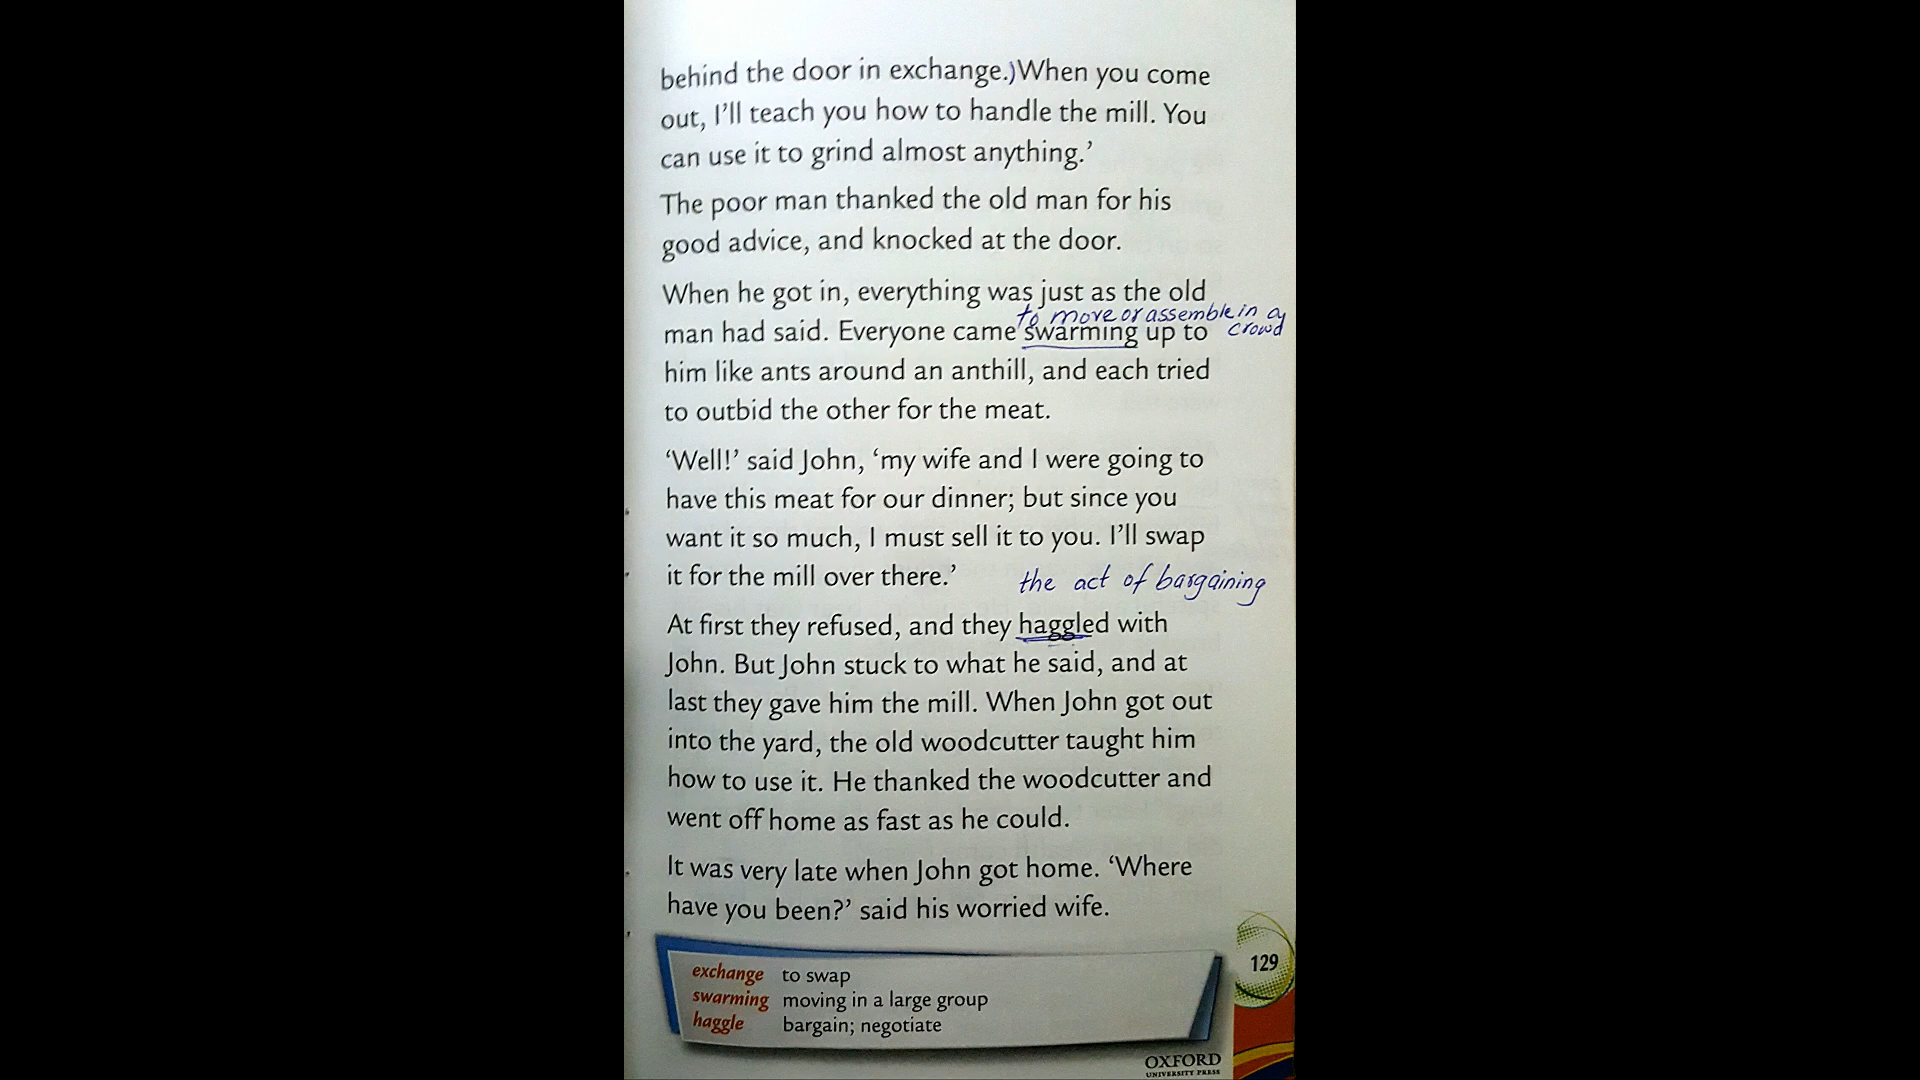 behind the door in exchange.)When you come
out, I’ll teach you how to handle the mill. You
can use it to grind almost anything.’
The poor man thanked the old man for his
good advice, and knocked at the door.
When he got in, everything was just as the old
to move or assemble in a
crowd
man had said. Everyone came swarming up to
him like ants around an anthill, and each tried
to outbid the other for the meat.
‘Well!’ said John, ‘my wife and I were going to
have this meat for our dinner; but since you
want it so much, I must sell it to you. I’ll swap
it for the mill over there.’
the act of bargaining
At first they refused, and they haggled with
John. But John stuck to what he said, and at
last they gave him the mill. When John got out
into the yard, the old woodcutter taught him
how to use it. He thanked the woodcutter and
went off home as fast as he could.
It was very late when John got home. ‘Where
have you been?’ said his worried wife.
exchange to swap
swarming moving in a large group
haggle bargain; negotiate
129
OXFORD
UNIVERSITY PRESS